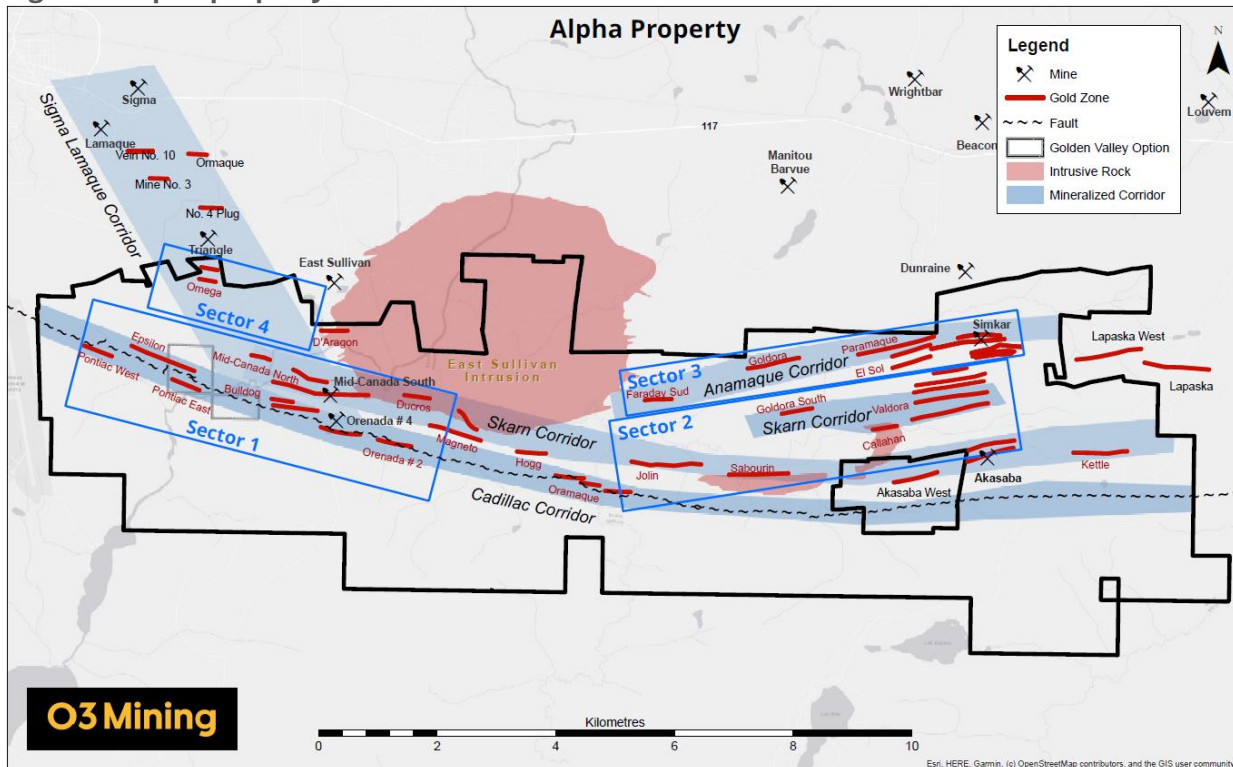 Alpha Property
Legend
Mine
Gold Zone
Fault
Golden Valley Option
Intrusive Rock
Mineralized Corridor
N
Sigma
Lamaque
Vein No. 10
Ormaque
Mine No. 3
No. 4 Plug
Triangle
Sigma Lamaque Corridor
117
Wrightbar
Beacon
Louvem
Manitou
Barvue
East Sullivan
Dunraine
Omega
Sector 4
D'Aragon
East Sullivan
Intrusion
Simkar
Lapaska West
Lapaska
Paramaque
Goldora
El Sol
Anamaque Corridor
Sector 3
Faraday Sud
Epsilon
Pontiac West
Mid-Canada North
Mid-Canada South
Bulldog
Pontiac East
Ducros
Orenada # 4
Sector 1
Orenada # 2
Magneto
Skarn Corridor
Sector 2
Goldora South
Skarn Corridor
Valdora
Callahan
Hogg
Jolin
Sabourin
Oramaque
Cadillac Corridor
Akasaba West
Akasaba
Kettle
O3 Mining
Kilometres
0 2 4 6 8 10
Esri, HERE, Garmin, (c) OpenStreetMap contributors, and the GIS user community